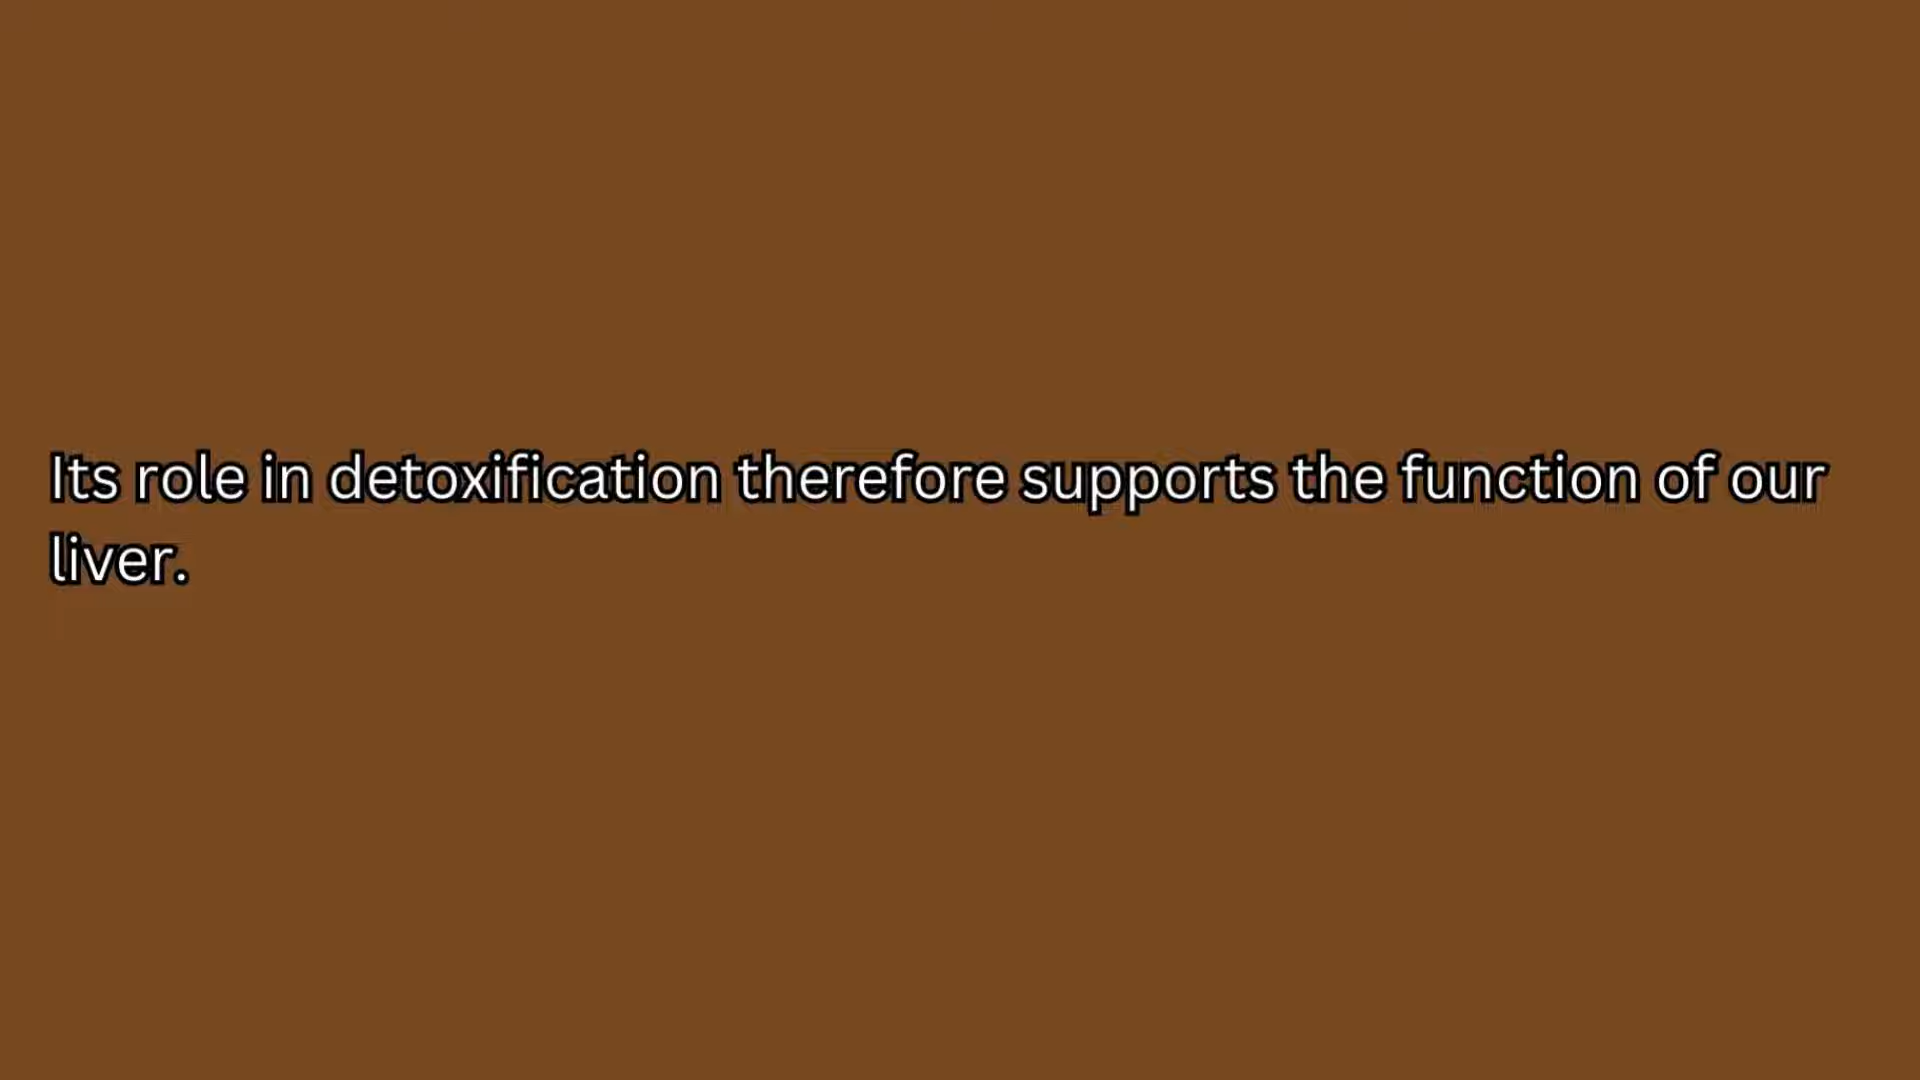 Its role in detoxification therefore supports the function of our
liver.